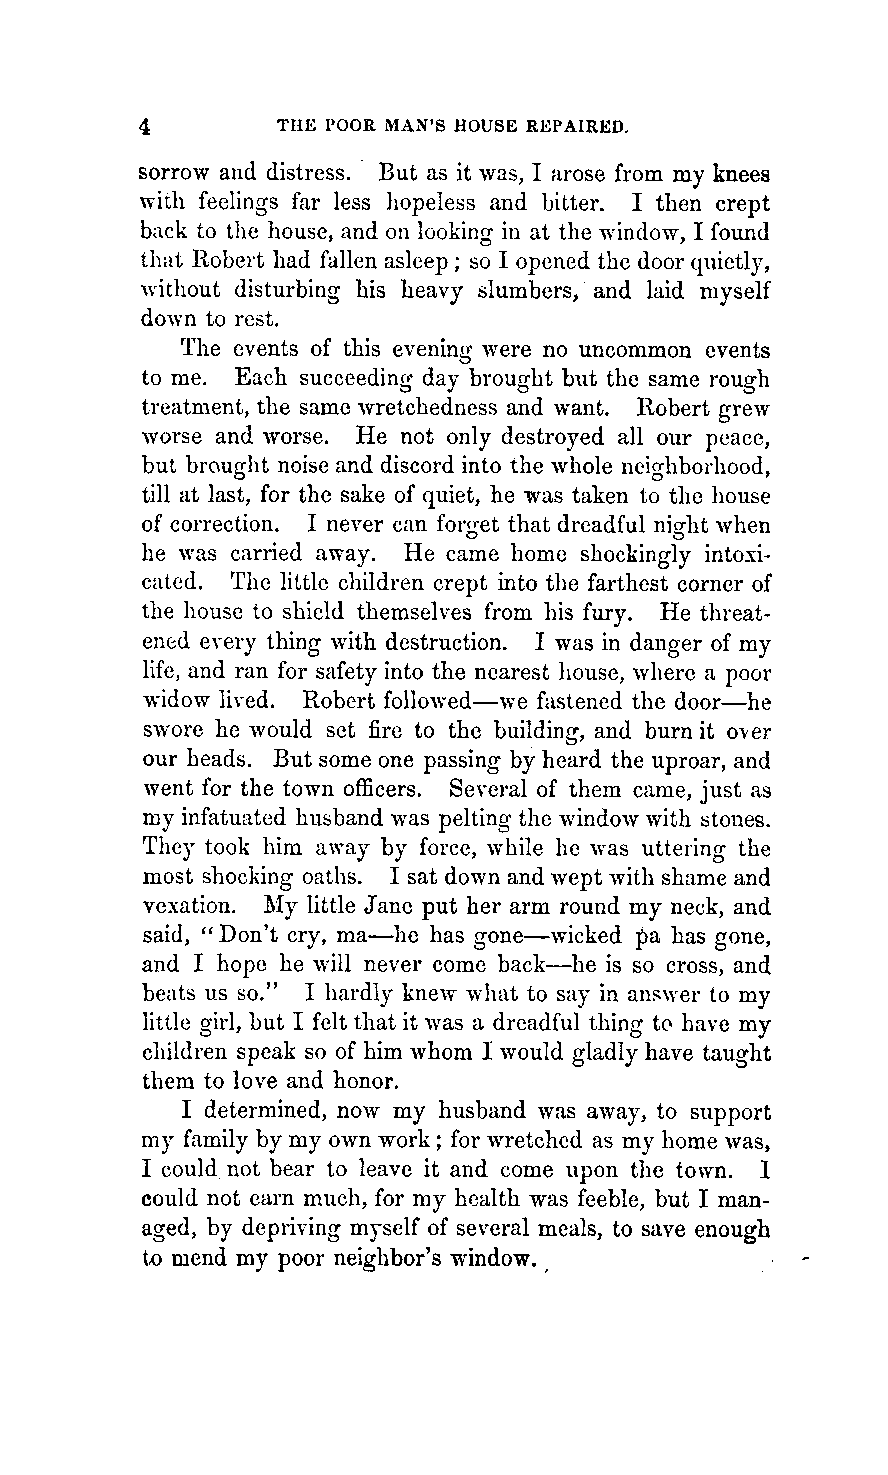 4 THE POOR MAN'S HOUSE REPAIRED.
sorrow and distress. But as it was, I arose from my knees
with feelings far less hopeless and bitter. I then crept
back to the house, and on looking in at the window, I found
that Robert had fallen asleep; so I opened the door quietly,
without disturbing his heavy slumbers, and laid myself
down to rest.
The events of this evening were no uncommon events
to me. Each succeeding day brought but the same rough
treatment, the same wretchedness and want. Robert grew
worse and worse. He not only destroyed all our peace,
but brought noise and discord into the whole neighborhood,
till at last, for the sake of quiet, he was taken to the house
of correction. I never can forget that dreadful night when
he was carried away. He came home shockingly intoxi-
cated. The little children crept into the farthest corner of
the house to shield themselves from his fury. He threat-
ened every thing with destruction. I was in danger of my
life, and ran for safety into the nearest house, where a poor
widow lived. Robert followed—we fastened the door—he
swore he would set fire to the building, and burn it over
our heads. But some one passing by heard the uproar, and
went for the town officers. Several of them came, just as
my infatuated husband was pelting the window with stones.
They took him away by force, while he was uttering the
most shocking oaths. I sat down and wept with shame and
vexation. My little Jane put her arm round my neck, and
said, "Don't cry, ma—he has gone—wicked pa has gone,
and I hope he will never come back—he is so cross, and
beats us so." I hardly knew what to say in answer to my
little girl, but I felt that it was a dreadful thing to have my
children speak so of him whom I would gladly have taught
them to love and honor.
I determined, now my husband was away, to support
my family by my own work; for wretched as my home was,
I could not bear to leave it and come upon the town. I
could not earn much, for my health was feeble, but I man-
aged, by depriving myself of several meals, to save enough
to mend my poor neighbor's window.